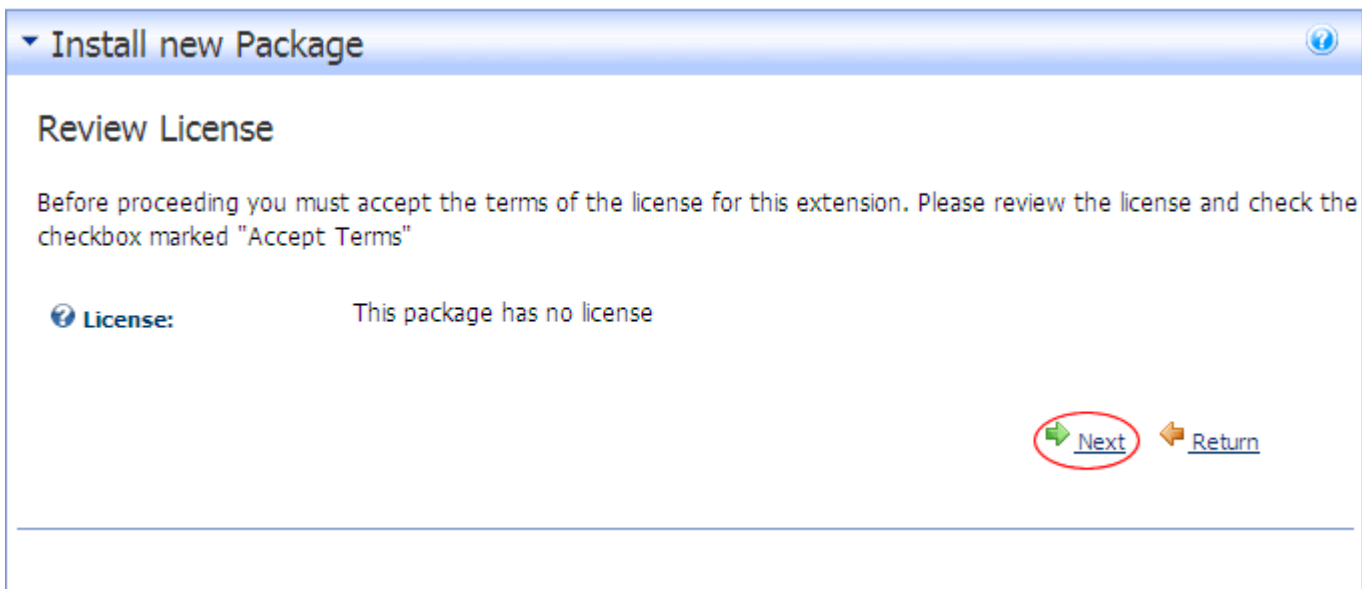 Install new Package
Review License
Before proceeding you must accept the terms of the license for this extension. Please review the license and check the
checkbox marked "Accept Terms"
License: This package has no license
Next Return